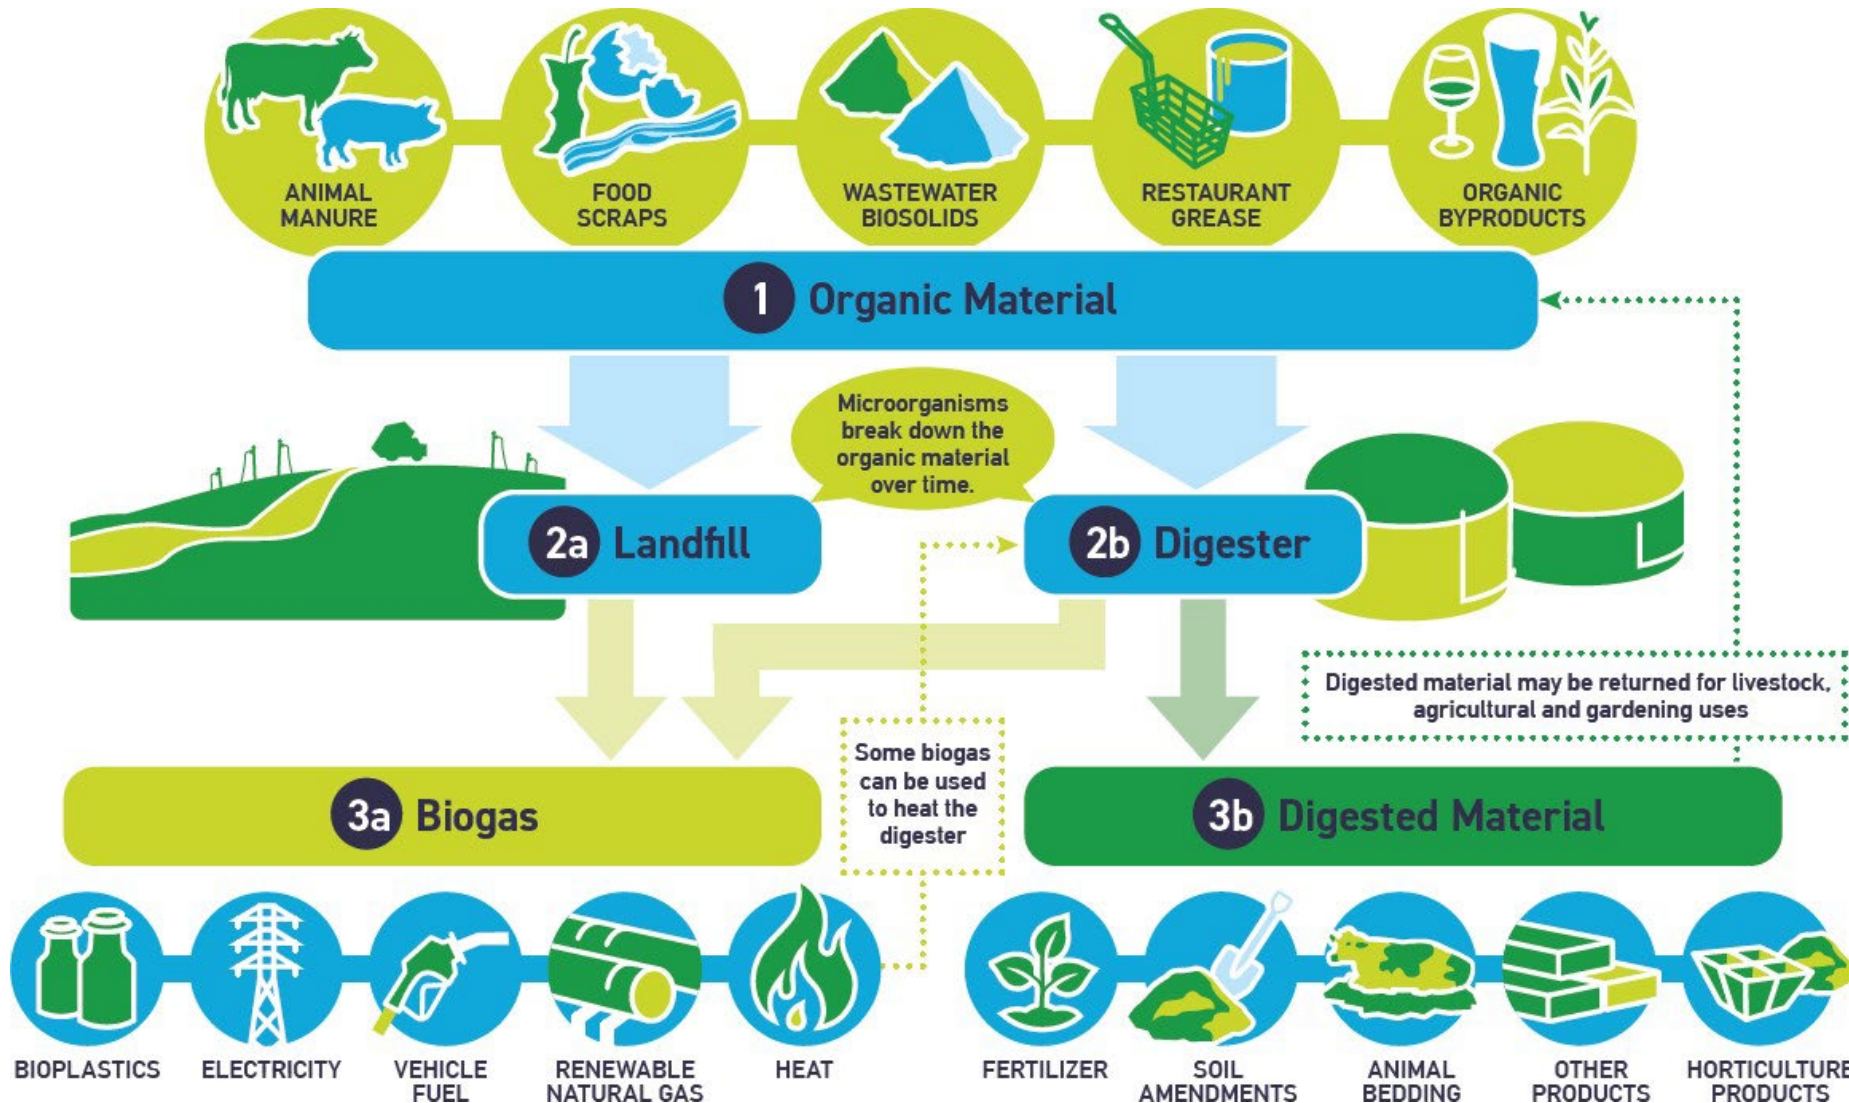 ANIMAL
MANURE
FOOD
SCRAPS
WASTEWATER
BIOSOLIDS
RESTAURANT
GREASE
ORGANIC
BYPRODUCTS
1 Organic Material
Microorganisms
break down the
organic material
over time.
2a Landfill
2b Digester
Digested material may be returned for livestock,
agricultural and gardening uses
Some biogas
can be used
to heat the
digester
3a Biogas
3b Digested Material
BIOPLASTICS
ELECTRICITY
VEHICLE
FUEL
RENEWABLE
NATURAL GAS
HEAT
FERTILIZER
SOIL
AMENDMENTS
ANIMAL
BEDDING
OTHER
PRODUCTS
HORTICULTURE
PRODUCTS